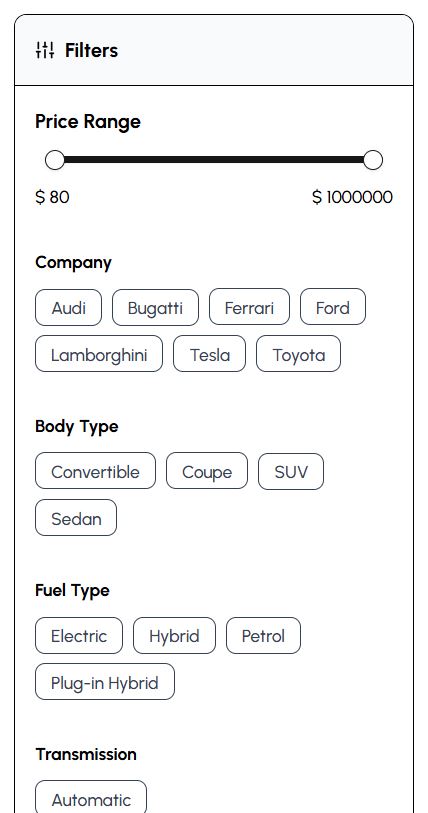 Filters
Price Range
$ 80 $ 1000000
Company
Audi Bugatti Ferrari Ford
Lamborghini Tesla Toyota
Body Type
Convertible Coupe SUV
Sedan
Fuel Type
Electric Hybrid Petrol
Plug-in Hybrid
Transmission
Automatic